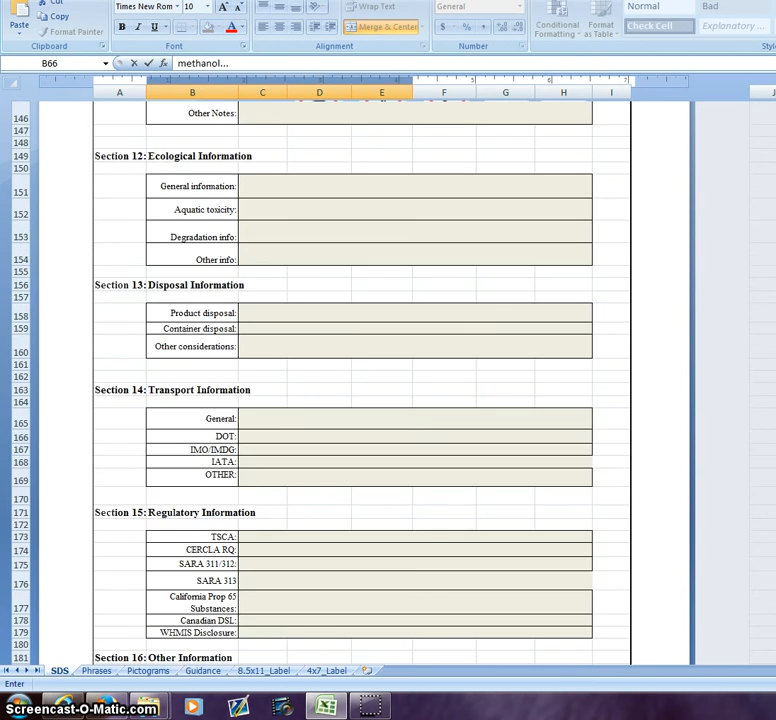 Cut
Copy
Format Painter
Paste
Clipboard
Times New Rom
10
B I U
Font
Wrap Text
Merge & Center
Alignment
General
$ % ,
Number
Conditional Formatting
Format as Table
Normal
Bad
Check Cell
Explanatory ...
B66
methanol...
A B C D E F G H I
146 Other Notes:
147
148
149 Section 12: Ecological Information
150
151 General information:
152 Aquatic toxicity:
153 Degradation info:
154 Other info:
155
156 Section 13: Disposal Information
157
158 Product disposal:
159 Container disposal:
160 Other considerations:
161
162
163 Section 14: Transport Information
164
165 General:
166 DOT:
167 IMO/IMDG:
168 IATA:
169 OTHER:
170
171 Section 15: Regulatory Information
172
173 TSCA:
174 CERCLA RQ:
175 SARA 311/312:
176 SARA 313
177 California Prop 65 Substances:
178 Canadian DSL:
179 WHMIS Disclosure:
180
181 Section 16: Other Information
SDS Phrases Pictograms Guidance 8.5x11_Label 4x7_Label
Enter
Screencast-O-Matic.com